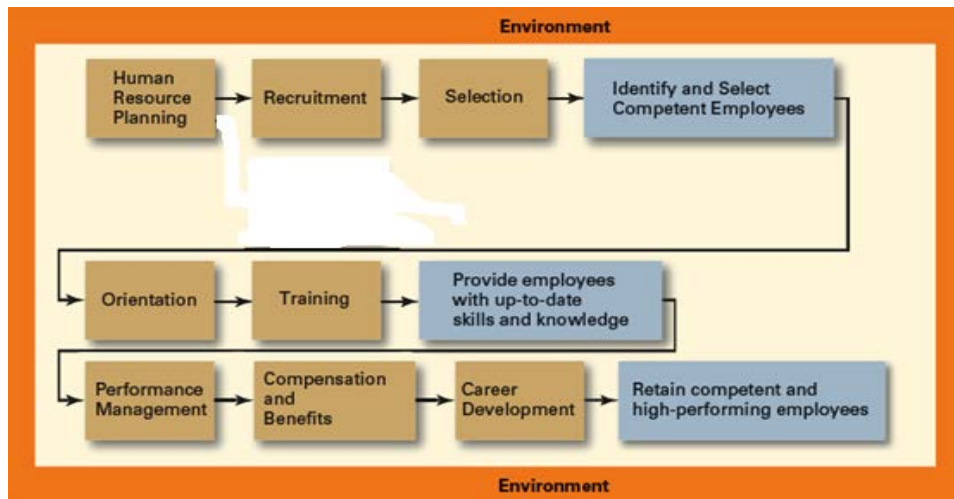 Environment
Human
Resource
Planning
Recruitment
Selection
Identify and Select
Competent Employees
Orientation
Training
Provide employees
with up-to-date
skills and knowledge
Performance
Management
Compensation
and
Benefits
Career
Development
Retain competent and
high-performing employees
Environment